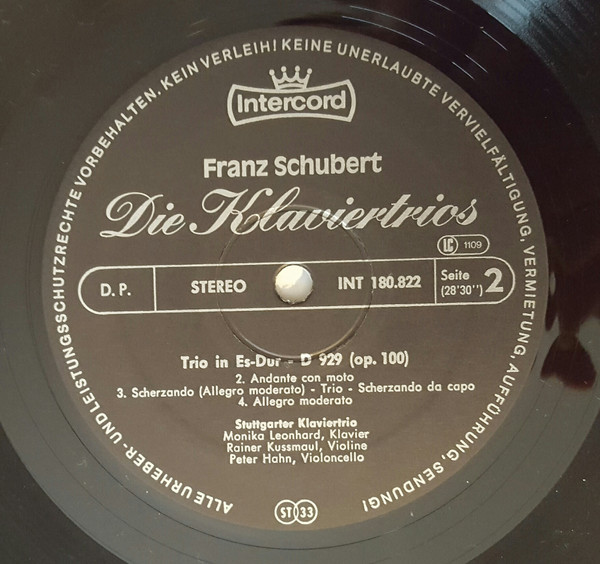 ALLE URHEBER- UND LEISTUNGSSCHUTZRECHTE VORBEHALTEN. KEIN VERLEIH! KEINE UNERLAUBTE VERVIELFÄLTIGUNG, VERMIETUNG, AUFFÜHRUNG, SENDUNG!
Intercord
Franz Schubert
Die Klaviertrios
LC 1109
D. P. STEREO INT 180.822 Seite 2
(28'30'')
Trio in Es-Dur - D 929 (op. 100)
2. Andante con moto
3. Scherzando (Allegro moderato) - Trio - Scherzando da capo
4. Allegro moderato
Stuttgarter Klaviertrio
Monika Leonhard, Klavier
Rainer Kussmaul, Violine
Peter Hahn, Violoncello
ST 33